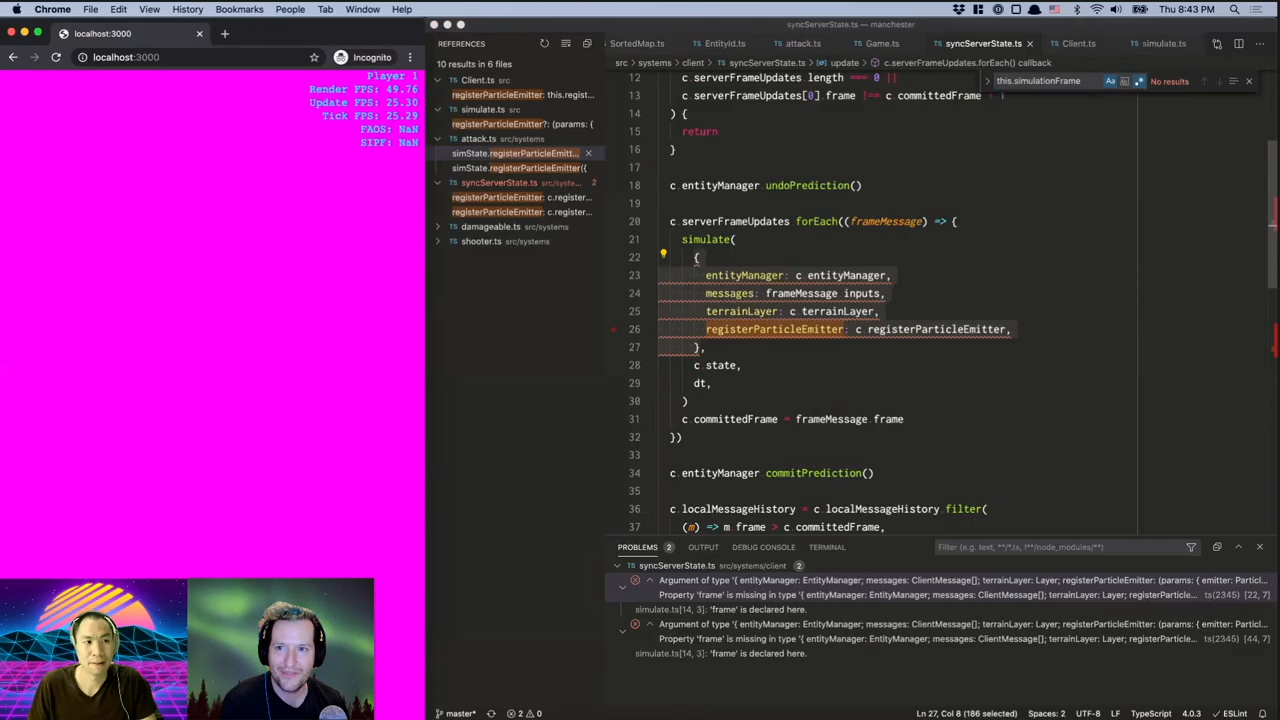 Chrome File Edit View History Bookmarks People Tab Window Help
Thu 8:43 PM
localhost:3000
localhost:3000
Incognito
Player 1
Render FPS: 49.76
Update FPS: 25.30
Tick FPS: 25.29
FAOS: NaN
SIPF: NaN
syncServerState.ts — manchester
REFERENCES
10 results in 6 files
Client.ts src
registerParticleEmitter: this.regist...
simulate.ts src
registerParticleEmitter?: (params: {
attack.ts src/systems
simState.registerParticleEmitt...
simState.registerParticleEmitter({
syncServerState.ts src/syste... 2
registerParticleEmitter: c.register...
registerParticleEmitter: c.register...
damageable.ts src/systems
shooter.ts src/systems
SortedMap.ts EntityId.ts attack.ts Game.ts syncServerState.ts Client.ts simulate.ts
src > systems > client > syncServerState.ts > update > c.serverFrameUpdates.forEach() callback
this.simulationFrame
Aa
No results
12 c serverFrameUpdates length === 0 ||
13 c serverFrameUpdates[0] frame !== c committedFrame + 1
14 ) {
15 return
16 }
17
18 c entityManager undoPrediction()
19
20 c serverFrameUpdates forEach((frameMessage) => {
21 simulate(
22 {
23 entityManager: c entityManager,
24 messages: frameMessage inputs,
25 terrainLayer: c terrainLayer,
26 registerParticleEmitter: c registerParticleEmitter,
27 },
28 c state,
29 dt,
30 )
31 c committedFrame = frameMessage frame
32 })
33
34 c entityManager commitPrediction()
35
36 c localMessageHistory = c localMessageHistory filter(
37 (m) => m frame > c committedFrame,
PROBLEMS 2 OUTPUT DEBUG CONSOLE TERMINAL
Filter (e.g. text, **/*.ts, !**/node_modules/**)
syncServerState.ts src/systems/client 2
Argument of type '{ entityManager: EntityManager; messages: ClientMessage[]; terrainLayer: Layer; registerParticleEmitter: (params: { emitter: Particl...
Property 'frame' is missing in type '{ entityManager: EntityManager; messages: ClientMessage[]; terrainLayer: Layer; registerParticle... ts(2345) [22, 7]
simulate.ts[14, 3]: 'frame' is declared here.
Argument of type '{ entityManager: EntityManager; messages: ClientMessage[]; terrainLayer: Layer; registerParticleEmitter: (params: { emitter: Particl...
Property 'frame' is missing in type '{ entityManager: EntityManager; messages: ClientMessage[]; terrainLayer: Layer; registerParticle... ts(2345) [44, 7]
simulate.ts[14, 3]: 'frame' is declared here.
master* 2 0
Ln 27, Col 8 (186 selected) Spaces: 2 UTF-8 LF TypeScript 4.0.3 ESLint